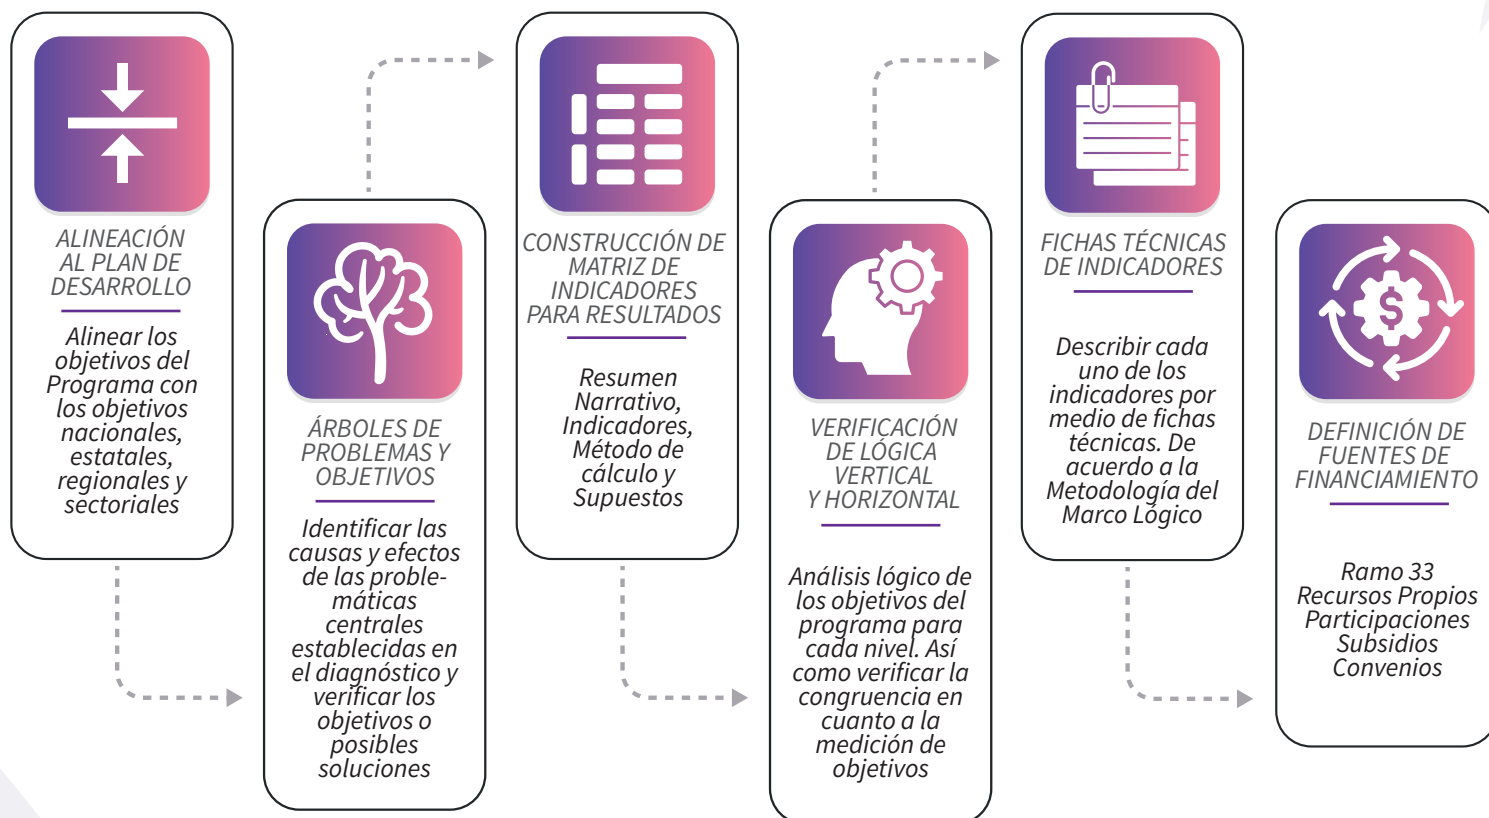 ALINEACIÓN
AL PLAN DE
DESARROLLO
Alinear los
objetivos del
Programa con
los objetivos
nacionales,
estatales,
regionales y
sectoriales
ÁRBOLES DE
PROBLEMAS Y
OBJETIVOS
Identificar las
causas y efectos
de las proble-
máticas
centrales
establecidas en
el diagnóstico y
verificar los
objetivos o
posibles
soluciones
CONSTRUCCIÓN DE
MATRIZ DE
INDICADORES
PARA RESULTADOS
Resumen
Narrativo,
Indicadores,
Método de
cálculo y
Supuestos
VERIFICACIÓN
DE LÓGICA
VERTICAL
Y HORIZONTAL
Análisis lógico de
los objetivos del
programa para
cada nivel. Así
como verificar la
congruencia en
cuanto a la
medición de
objetivos
FICHAS TÉCNICAS
DE INDICADORES
Describir cada
uno de los
indicadores por
medio de fichas
técnicas. De
acuerdo a la
Metodología del
Marco Lógico
$
DEFINICIÓN DE
FUENTES DE
FINANCIAMIENTO
Ramo 33
Recursos Propios
Participaciones
Subsidios
Convenios